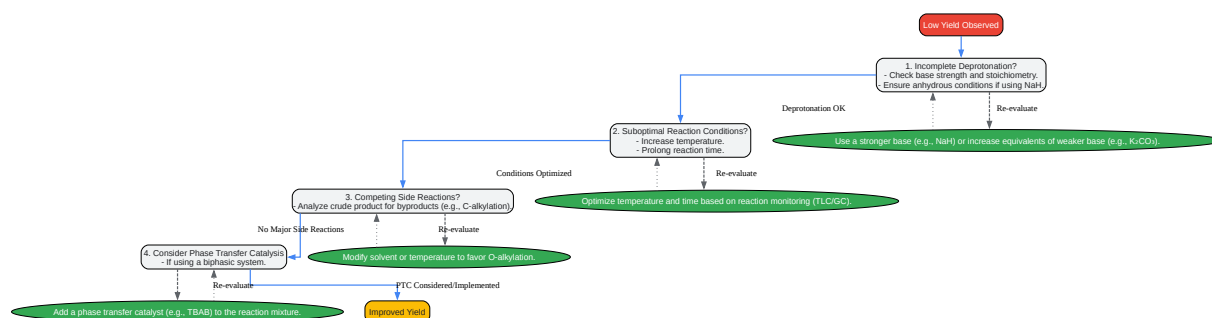 Low Yield Observed
1. Incomplete Deprotonation?
- Check base strength and stoichiometry.
- Ensure anhydrous conditions if using NaH.
Deprotonation OK
Re-evaluate
Use a stronger base (e.g., NaH) or increase equivalents of weaker base (e.g., K₂CO₃).
2. Suboptimal Reaction Conditions?
- Increase temperature.
- Prolong reaction time.
Conditions Optimized
Re-evaluate
Optimize temperature and time based on reaction monitoring (TLC/GC).
3. Competing Side Reactions?
- Analyze crude product for byproducts (e.g., C-alkylation).
No Major Side Reactions
Re-evaluate
Modify solvent or temperature to favor O-alkylation.
4. Consider Phase Transfer Catalysis
- If using a biphasic system.
Re-evaluate
PTC Considered/Implemented
Add a phase transfer catalyst (e.g., TBAB) to the reaction mixture.
Improved Yield